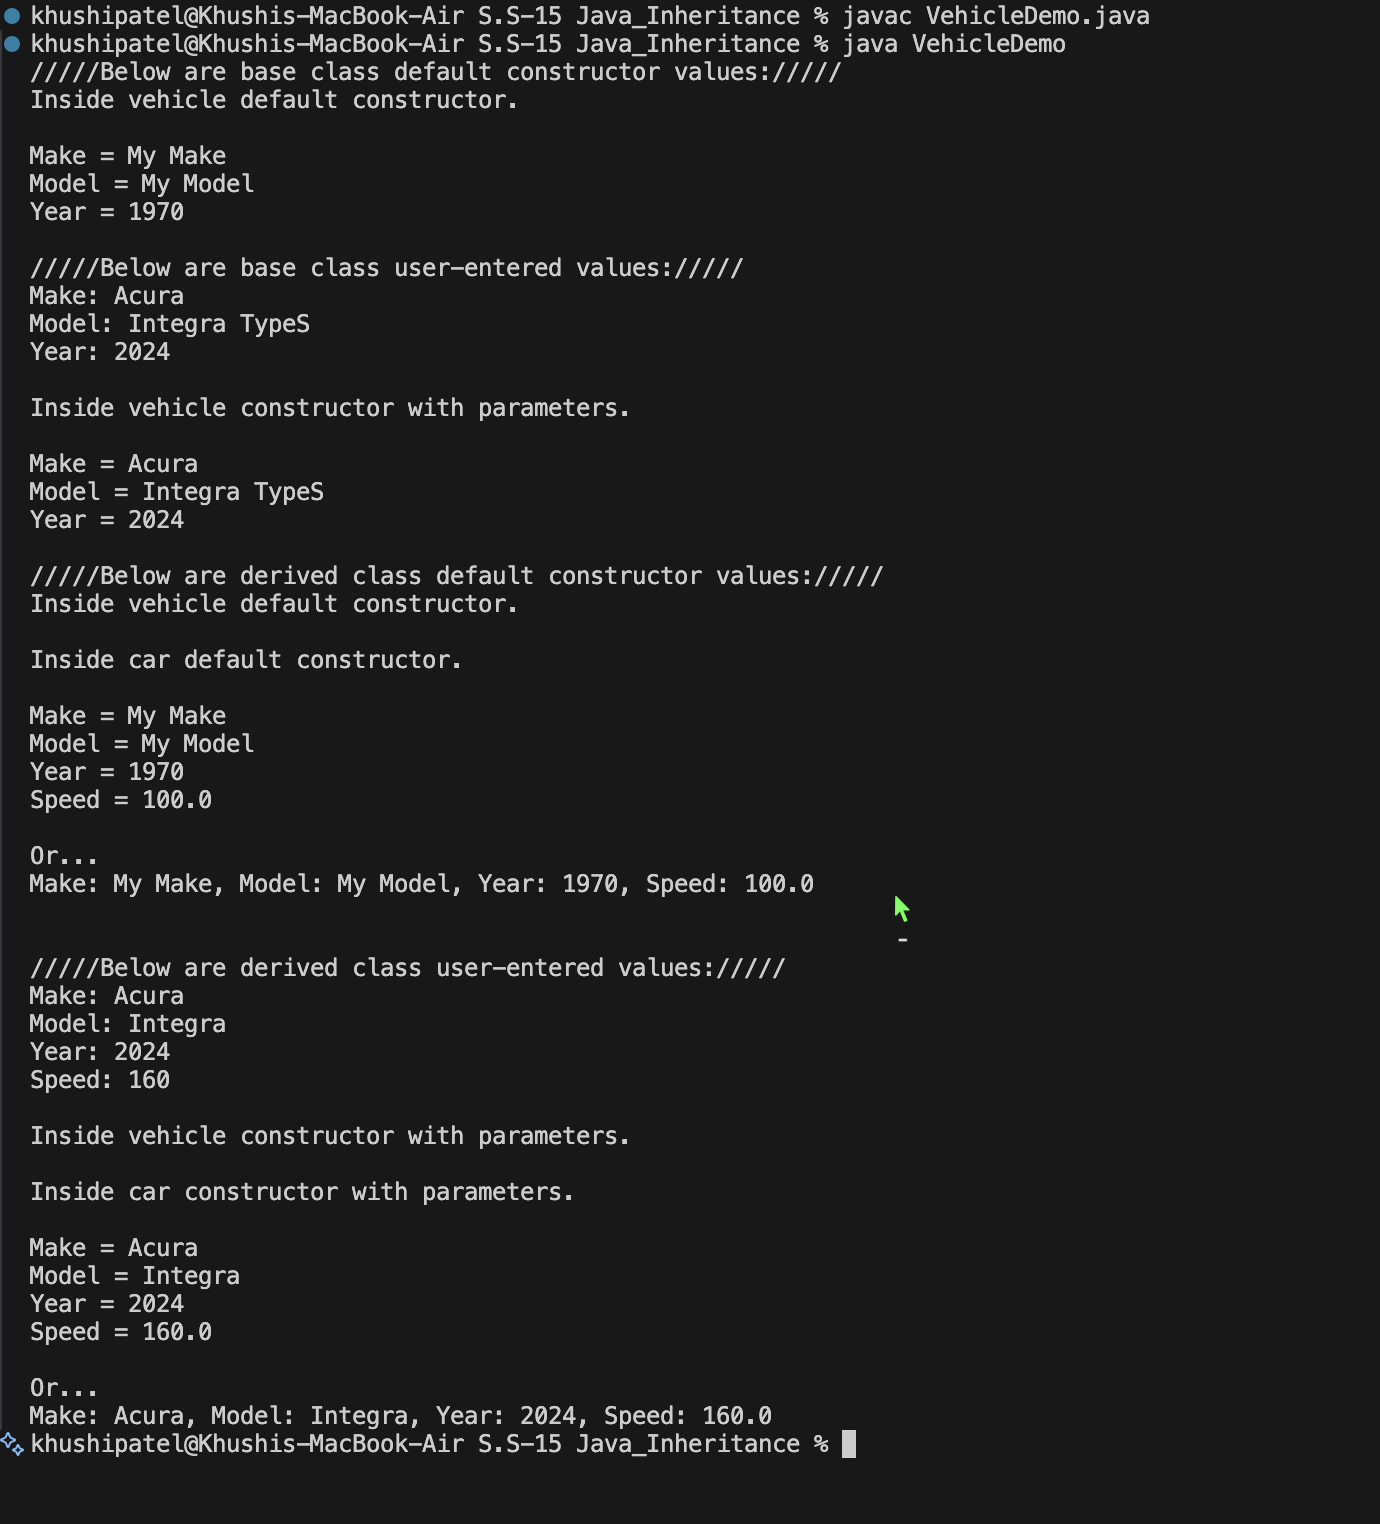 khushipatel@Khushis-MacBook-Air S.S-15 Java_Inheritance % javac VehicleDemo.java
khushipatel@Khushis-MacBook-Air S.S-15 Java_Inheritance % java VehicleDemo
/////Below are base class default constructor values://///
Inside vehicle default constructor.
Make = My Make
Model = My Model
Year = 1970
/////Below are base class user-entered values://///
Make: Acura
Model: Integra TypeS
Year: 2024
Inside vehicle constructor with parameters.
Make = Acura
Model = Integra TypeS
Year = 2024
/////Below are derived class default constructor values://///
Inside vehicle default constructor.
Inside car default constructor.
Make = My Make
Model = My Model
Year = 1970
Speed = 100.0
Or...
Make: My Make, Model: My Model, Year: 1970, Speed: 100.0
/////Below are derived class user-entered values://///
Make: Acura
Model: Integra
Year: 2024
Speed: 160
Inside vehicle constructor with parameters.
Inside car constructor with parameters.
Make = Acura
Model = Integra
Year = 2024
Speed = 160.0
Or...
Make: Acura, Model: Integra, Year: 2024, Speed: 160.0
khushipatel@Khushis-MacBook-Air S.S-15 Java_Inheritance %